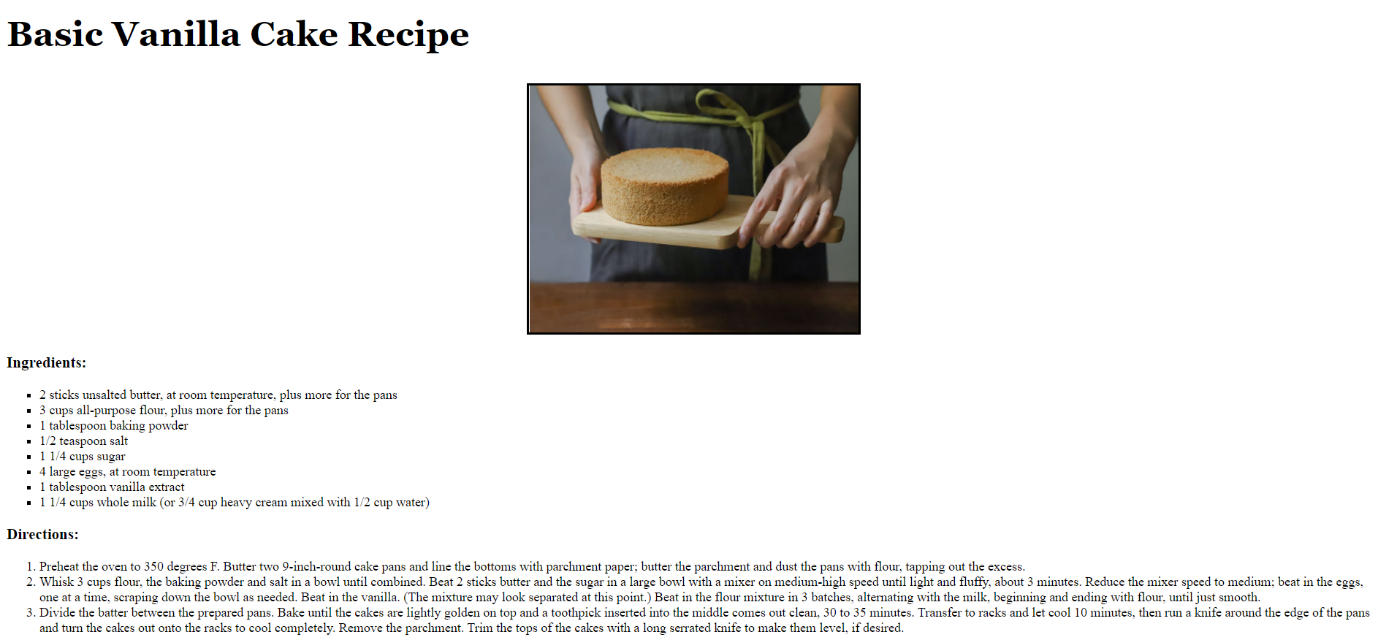 Basic Vanilla Cake Recipe
Ingredients:
2 sticks unsalted butter, at room temperature, plus more for the pans
3 cups all-purpose flour, plus more for the pans
1 tablespoon baking powder
1/2 teaspoon salt
1 1/4 cups sugar
4 large eggs, at room temperature
1 tablespoon vanilla extract
1 1/4 cups whole milk (or 3/4 cup heavy cream mixed with 1/2 cup water)
Directions:
1. Preheat the oven to 350 degrees F. Butter two 9-inch-round cake pans and line the bottoms with parchment paper; butter the parchment and dust the pans with flour, tapping out the excess.
2. Whisk 3 cups flour, the baking powder and salt in a bowl until combined. Beat 2 sticks butter and the sugar in a large bowl with a mixer on medium-high speed until light and fluffy, about 3 minutes. Reduce the mixer speed to medium; beat in the eggs,
one at a time, scraping down the bowl as needed. Beat in the vanilla. (The mixture may look separated at this point.) Beat in the flour mixture in 3 batches, alternating with the milk, beginning and ending with flour, until just smooth.
3. Divide the batter between the prepared pans. Bake until the cakes are lightly golden on top and a toothpick inserted into the middle comes out clean, 30 to 35 minutes. Transfer to racks and let cool 10 minutes, then run a knife around the edge of the pans
and turn the cakes out onto the racks to cool completely. Remove the parchment. Trim the tops of the cakes with a long serrated knife to make them level, if desired.